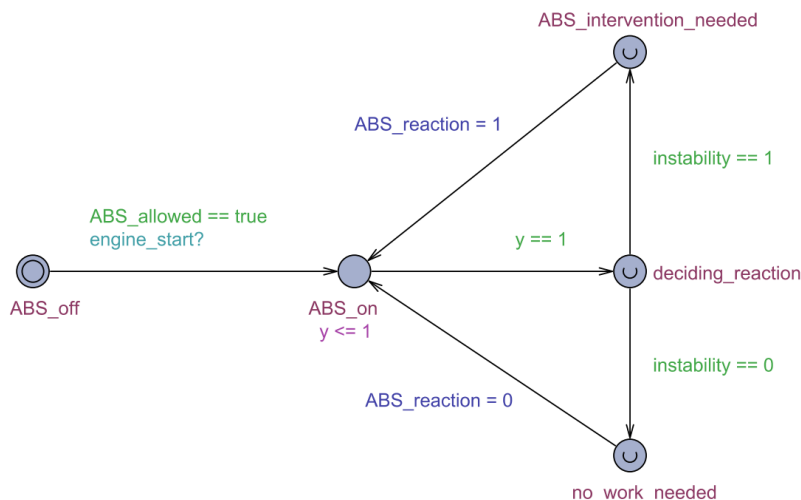 ABS_intervention_needed
ABS_reaction = 1
instability == 1
ABS_allowed == true
engine_start?
y == 1
deciding_reaction
ABS_off
ABS_on
y <= 1
instability == 0
ABS_reaction = 0
no_work_needed